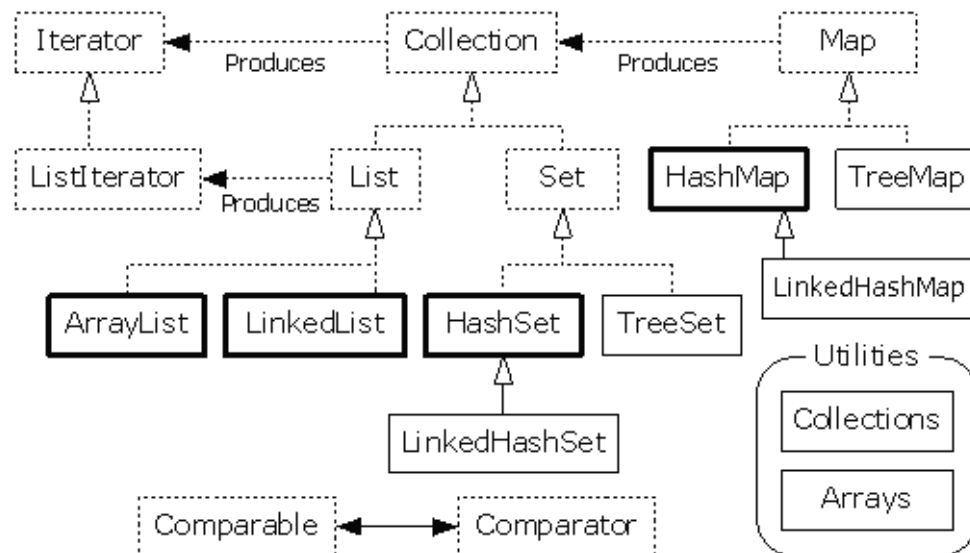 Iterator
Collection
Map
Produces
Produces
ListIterator
List
Set
HashMap
TreeMap
Produces
LinkedHashMap
ArrayList
LinkedList
HashSet
TreeSet
Utilities
Collections
LinkedHashSet
Arrays
Comparable
Comparator